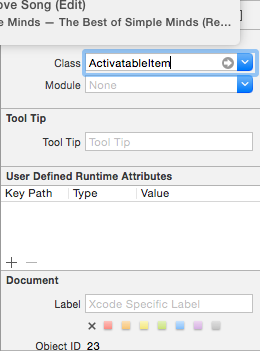 ove Song (Edit)
e Minds — The Best of Simple Minds (Re…
Class ActivatableItem
Module None
Tool Tip
Tool Tip Tool Tip
User Defined Runtime Attributes
Key Path Type Value
+ −
Document
Label Xcode Specific Label
×
Object ID 23